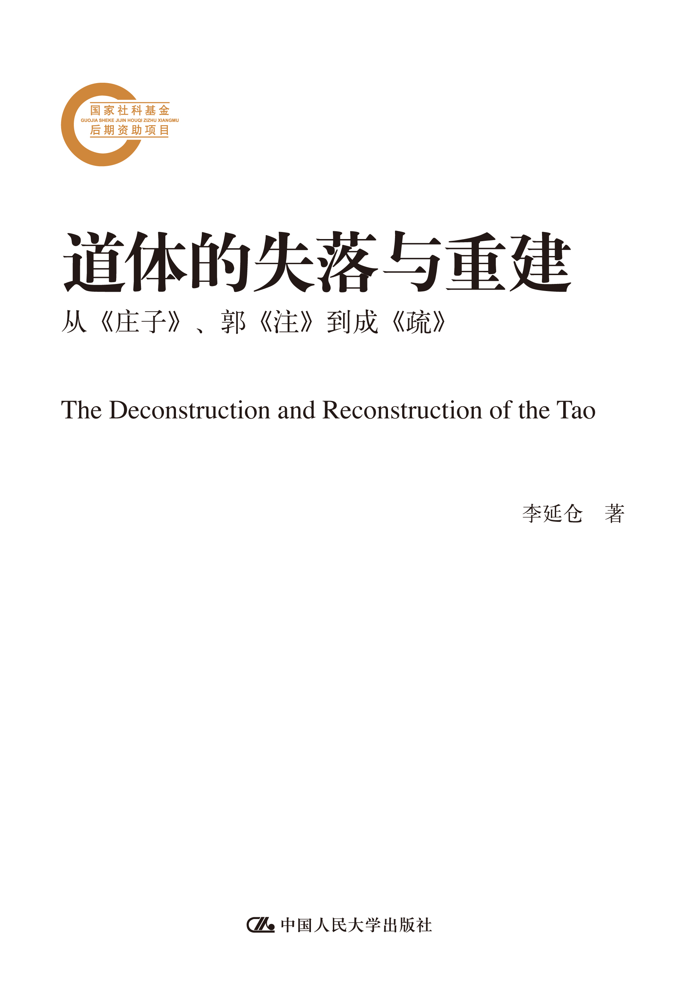 国家社科基金
GUOJIA SHEKE JIJIN HOUQI ZIZHU XIANGMU
后期资助项目
道体的失落与重建
从《庄子》、郭《注》到成《疏》
The Deconstruction and Reconstruction of the Tao
李延仓 著
中国人民大学出版社